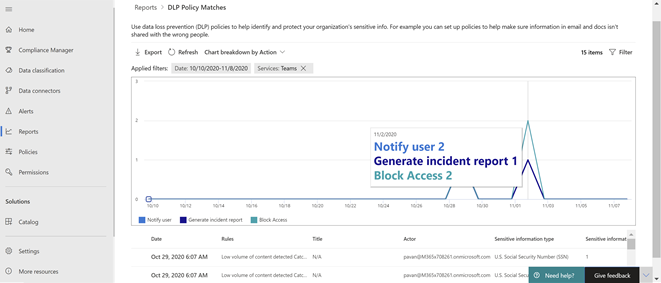 Reports > DLP Policy Matches
Use data loss prevention (DLP) policies to help identify and protect your organization's sensitive info. For example you can set up policies to help make sure information in email and docs isn't
shared with the wrong people.
Home
Compliance Manager
Data classification
Data connectors
Alerts
Reports
Policies
Permissions
Solutions
Catalog
Settings
More resources
Export Refresh Chart breakdown by Action 15 items Filter
Applied filters: Date: 10/10/2020-11/8/2020 Services: Teams
3
2
1
0
11/2/2020
Notify user 2
Generate incident report 1
Block Access 2
10/10 10/12 10/14 10/16 10/18 10/20 10/22 10/24 10/26 10/28 10/30 11/01 11/03 11/05 11/07
Notify user Generate incident report Block Access
Date Rules Title Actor Sensitive information type Sensitive informat
Oct 29, 2020 6:07 AM Low volume of content detected Catc... N/A pavan@M365x708261.onmicrosoft.com U.S. Social Security Number (SSN) 1
Oct 29, 2020 6:07 AM Low volume of content detected Catc... N/A pavan@M365x708261.onmicrosoft.com U.S. Social
Need help? Give feedback